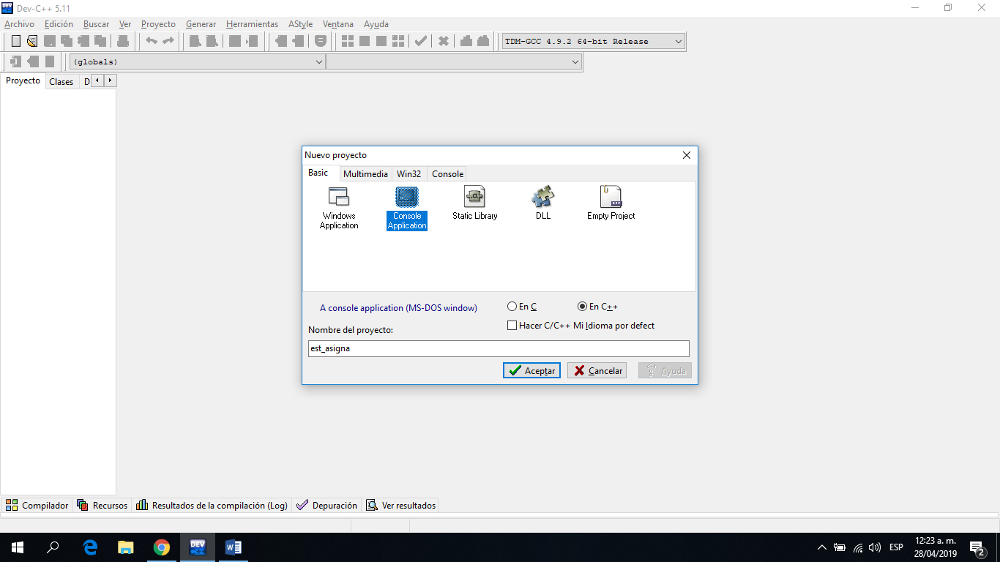 Dev-C++ 5.11
Archivo Edición Buscar Ver Proyecto Generar Herramientas AStyle Ventana Ayuda
TDM-GCC 4.9.2 64-bit Release
(globals)
Proyecto Clases D
Nuevo proyecto
Basic Multimedia Win32 Console
Windows Application
Console Application
Static Library
DLL
Empty Project
A console application (MS-DOS window)
En C En C++
Hacer C/C++ Mi Idioma por defect
Nombre del proyecto:
est_asigna
Aceptar Cancelar Ayuda
Compilador Recursos Resultados de la compilación (Log) Depuración Ver resultados
ESP
12:23 a. m.
28/04/2019
2